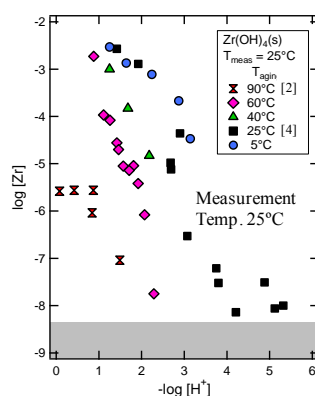 Zr(OH)4(s)
Tmeas = 25°C
Tagin
90°C [2]
60°C
40°C
25°C [4]
5°C
Measurement
Temp. 25°C
log [Zr]
-2
-3
-4
-5
-6
-7
-8
-9
0 1 2 3 4 5 6
-log [H+]